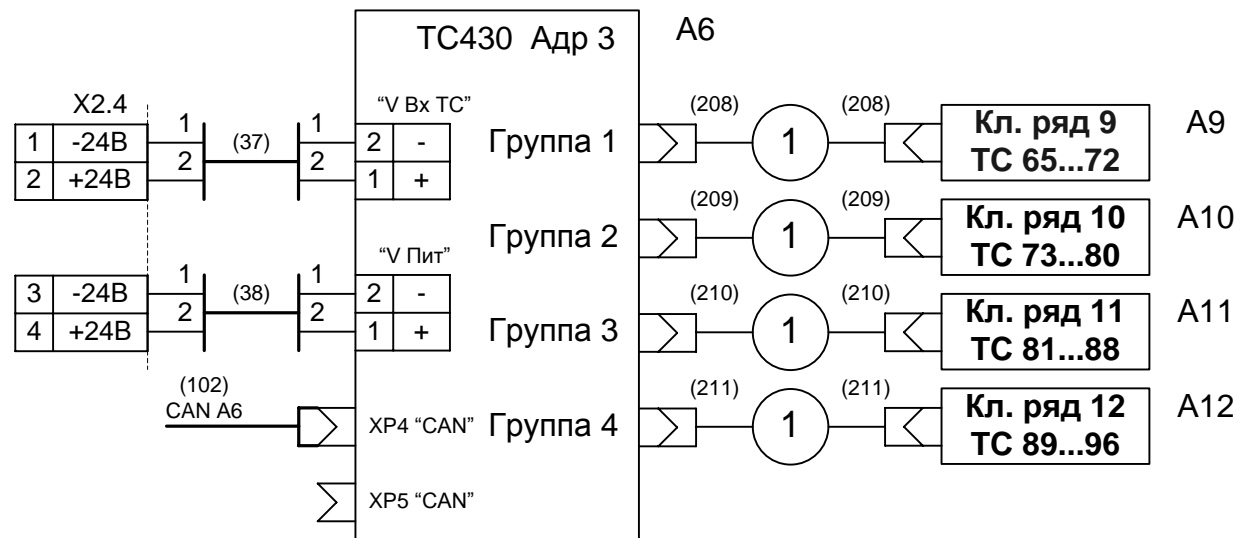 ТС430 Адр 3
А6
X2.4
1 -24В
2 +24В
1
2
(37)
1
2
“V Вх ТС”
2 -
1 +
3 -24В
4 +24В
1
2
(38)
1
2
“V Пит”
2 -
1 +
(102)
CAN A6
XP4 “CAN”
XP5 “CAN”
Группа 1
(208)
1
(208)
Кл. ряд 9
ТС 65...72
А9
Группа 2
(209)
1
(209)
Кл. ряд 10
ТС 73...80
А10
Группа 3
(210)
1
(210)
Кл. ряд 11
ТС 81...88
А11
Группа 4
(211)
1
(211)
Кл. ряд 12
ТС 89...96
А12